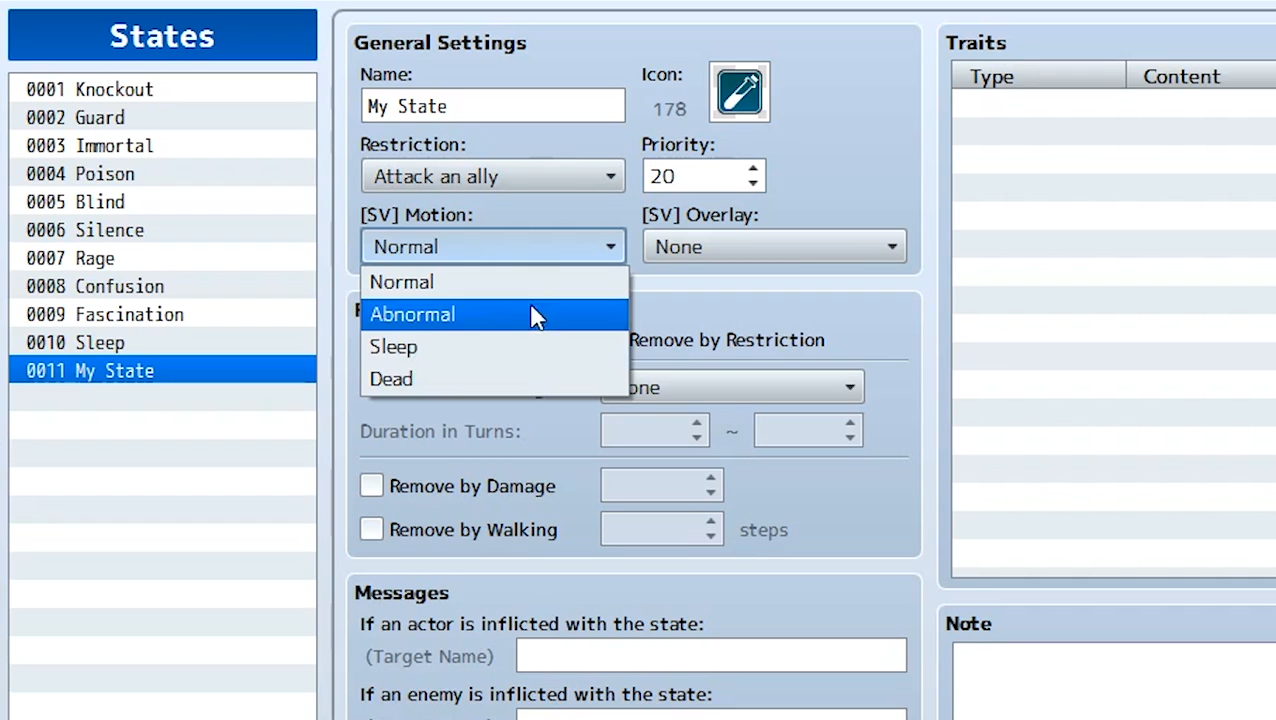 States
0001 Knockout
0002 Guard
0003 Immortal
0004 Poison
0005 Blind
0006 Silence
0007 Rage
0008 Confusion
0009 Fascination
0010 Sleep
0011 My State
General Settings
Name:
Icon:
My State
178
Restriction:
Priority:
Attack an ally
20
[SV] Motion:
[SV] Overlay:
Normal
None
Normal
Abnormal
Sleep
Dead
Remove by Restriction
Duration in Turns:
~
Remove by Damage
Remove by Walking
steps
Messages
If an actor is inflicted with the state:
(Target Name)
If an enemy is inflicted with the state:
Traits
Type
Content
Note